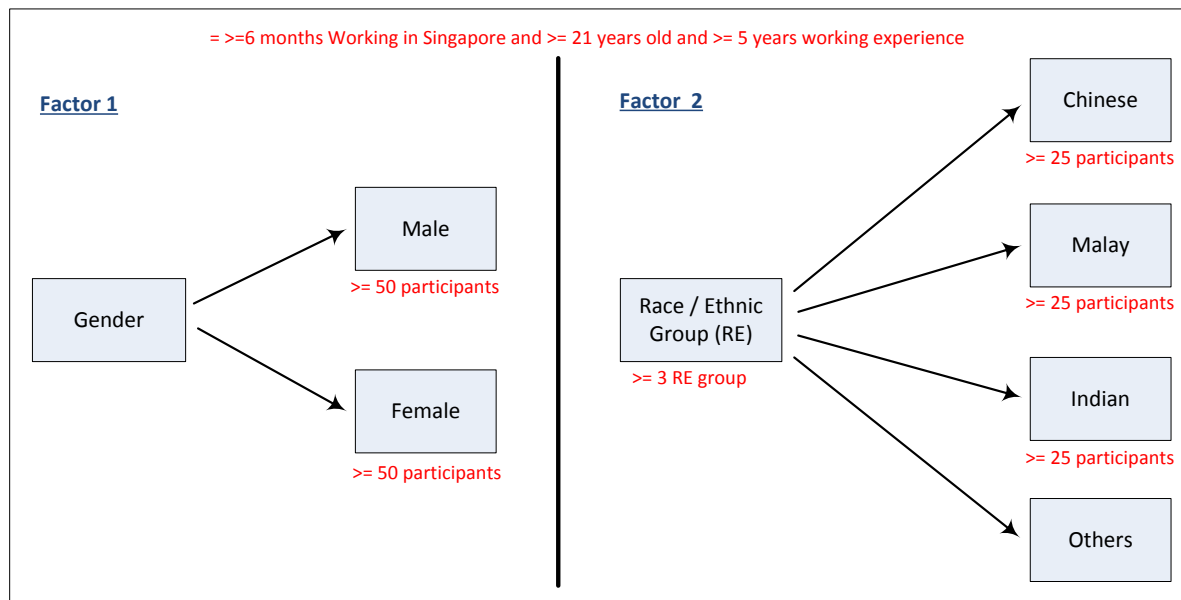 = >=6 months Working in Singapore and >= 21 years old and >= 5 years working experience
Factor 1
Gender
Male
>= 50 participants
Female
>= 50 participants
Factor 2
Race / Ethnic
Group (RE)
>= 3 RE group
Chinese
>= 25 participants
Malay
>= 25 participants
Indian
>= 25 participants
Others